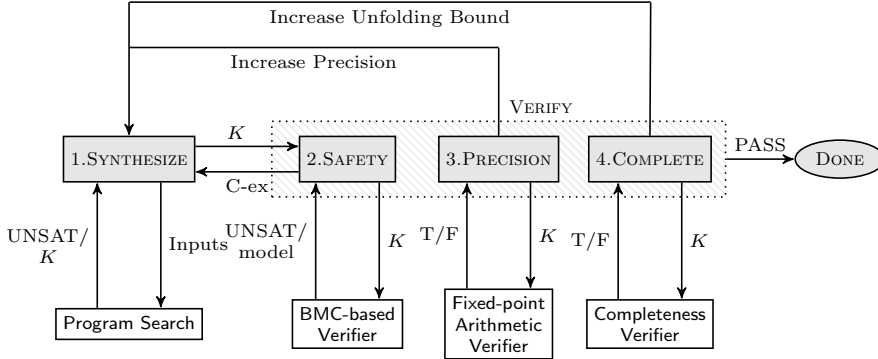 Increase Unfolding Bound
Increase Precision
VERIFY
1.SYNTHESIZE
K
C-ex
2.SAFETY
3.PRECISION
4.COMPLETE
PASS
DONE
UNSAT/
K
Inputs
UNSAT/
model
K
T/F
K
T/F
K
Program Search
BMC-based
Verifier
Fixed-point
Arithmetic
Verifier
Completeness
Verifier